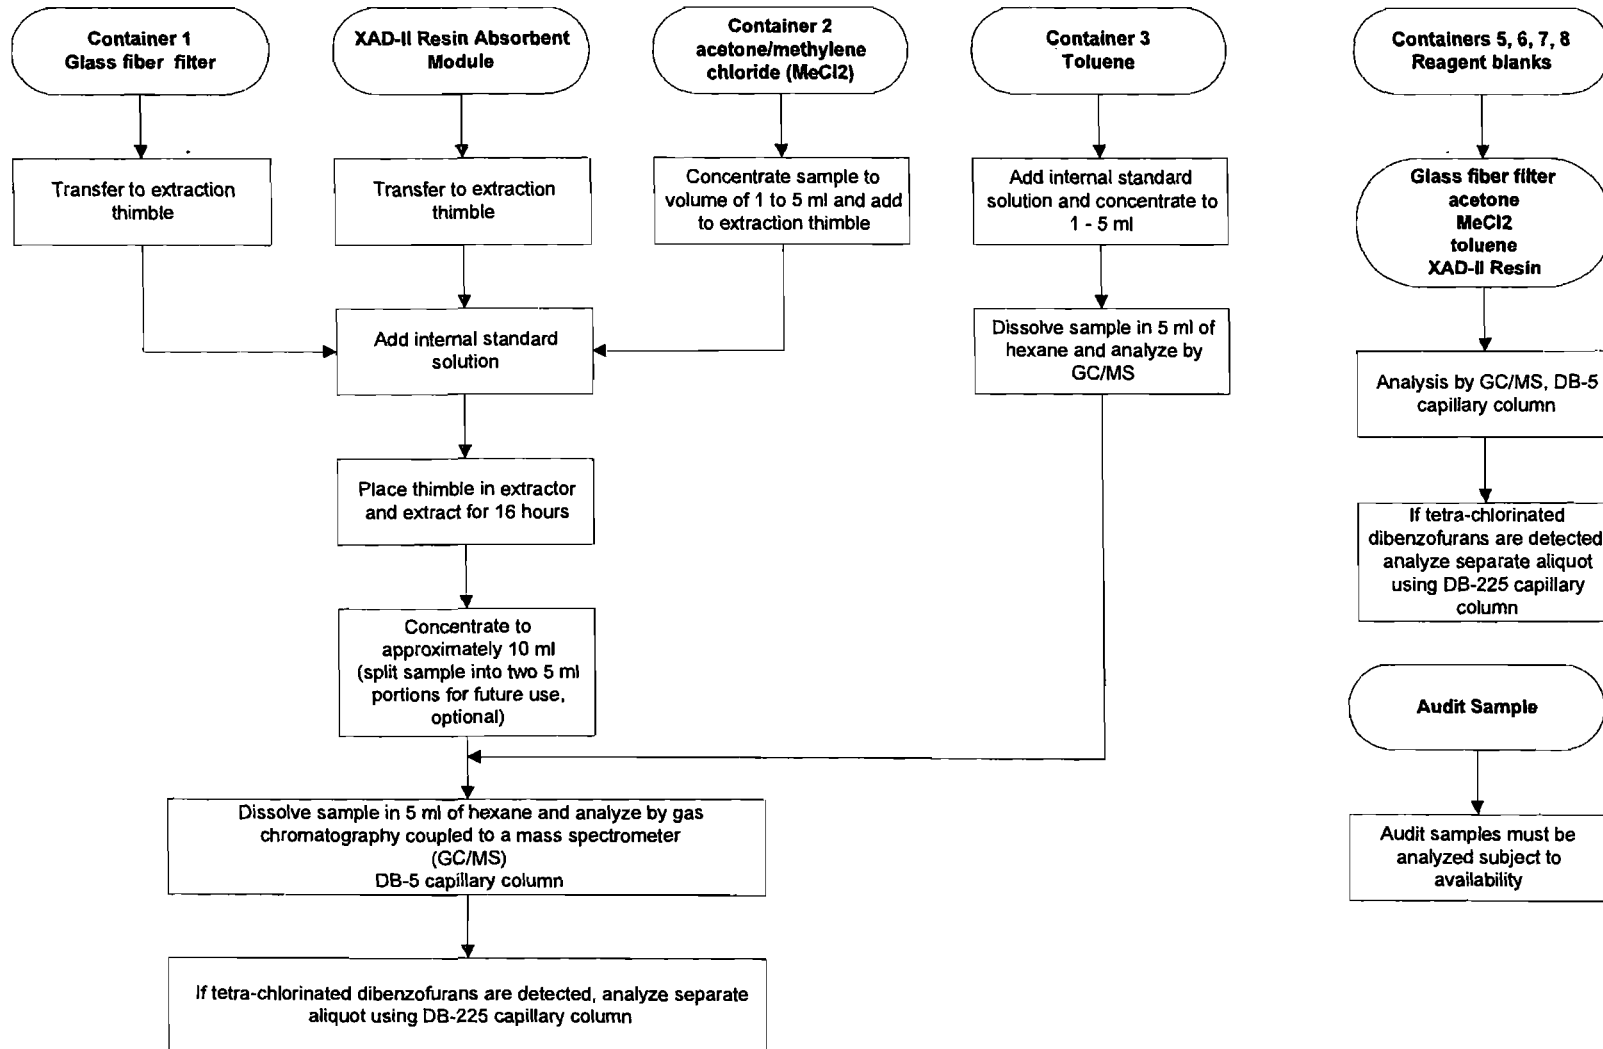 Container 1
Glass fiber filter
XAD-II Resin Absorbent
Module
Container 2
acetone/methylene
chloride (MeCl2)
Container 3
Toluene
Containers 5, 6, 7, 8
Reagent blanks
Transfer to extraction
thimble
Transfer to extraction
thimble
Concentrate sample to
volume of 1 to 5 ml and add
to extraction thimble
Add internal standard
solution and concentrate to
1 - 5 ml
Glass fiber filter
acetone
MeCl2
toluene
XAD-II Resin
Add internal standard
solution
Dissolve sample in 5 ml of
hexane and analyze by
GC/MS
Analysis by GC/MS, DB-5
capillary column
Place thimble in extractor
and extract for 16 hours
If tetra-chlorinated
dibenzofurans are detected,
analyze separate aliquot
using DB-225 capillary
column
Concentrate to
approximately 10 ml
(split sample into two 5 ml
portions for future use,
optional)
Audit Sample
Dissolve sample in 5 ml of hexane and analyze by gas
chromatography coupled to a mass spectrometer
(GC/MS)
DB-5 capillary column
Audit samples must be
analyzed subject to
availability
If tetra-chlorinated dibenzofurans are detected, analyze separate
aliquot using DB-225 capillary column